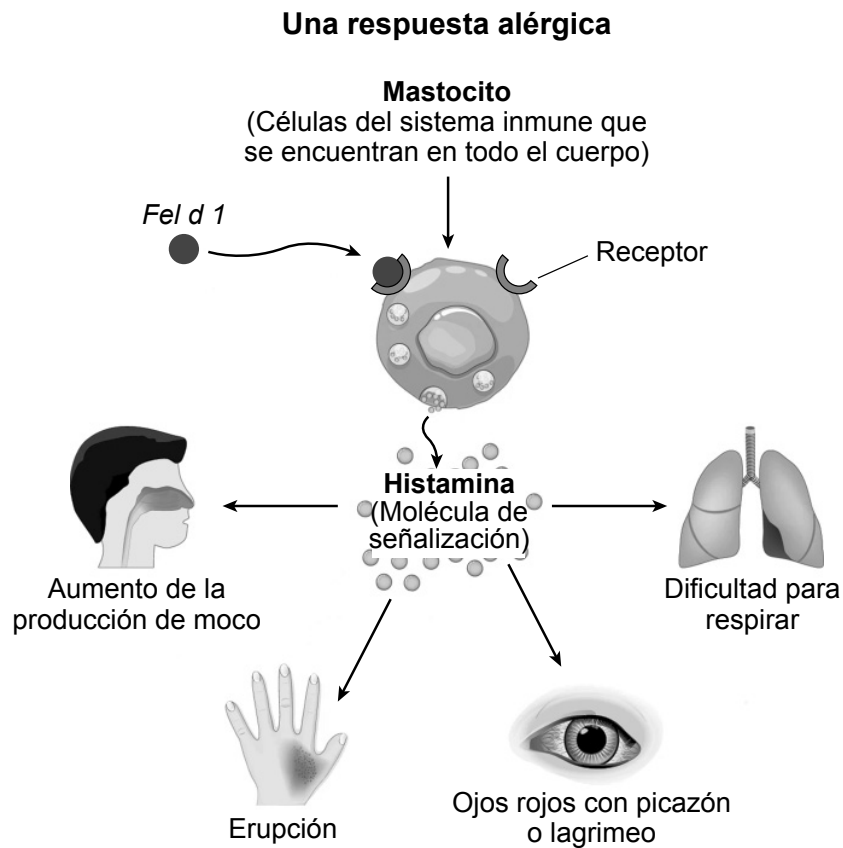 Una respuesta alérgica
Mastocito
(Células del sistema inmune que
se encuentran en todo el cuerpo)
Fel d 1
Receptor
Histamina
(Molécula de
señalización)
Aumento de la
producción de moco
Dificultad para
respirar
Erupción
Ojos rojos con picazón
o lagrimeo